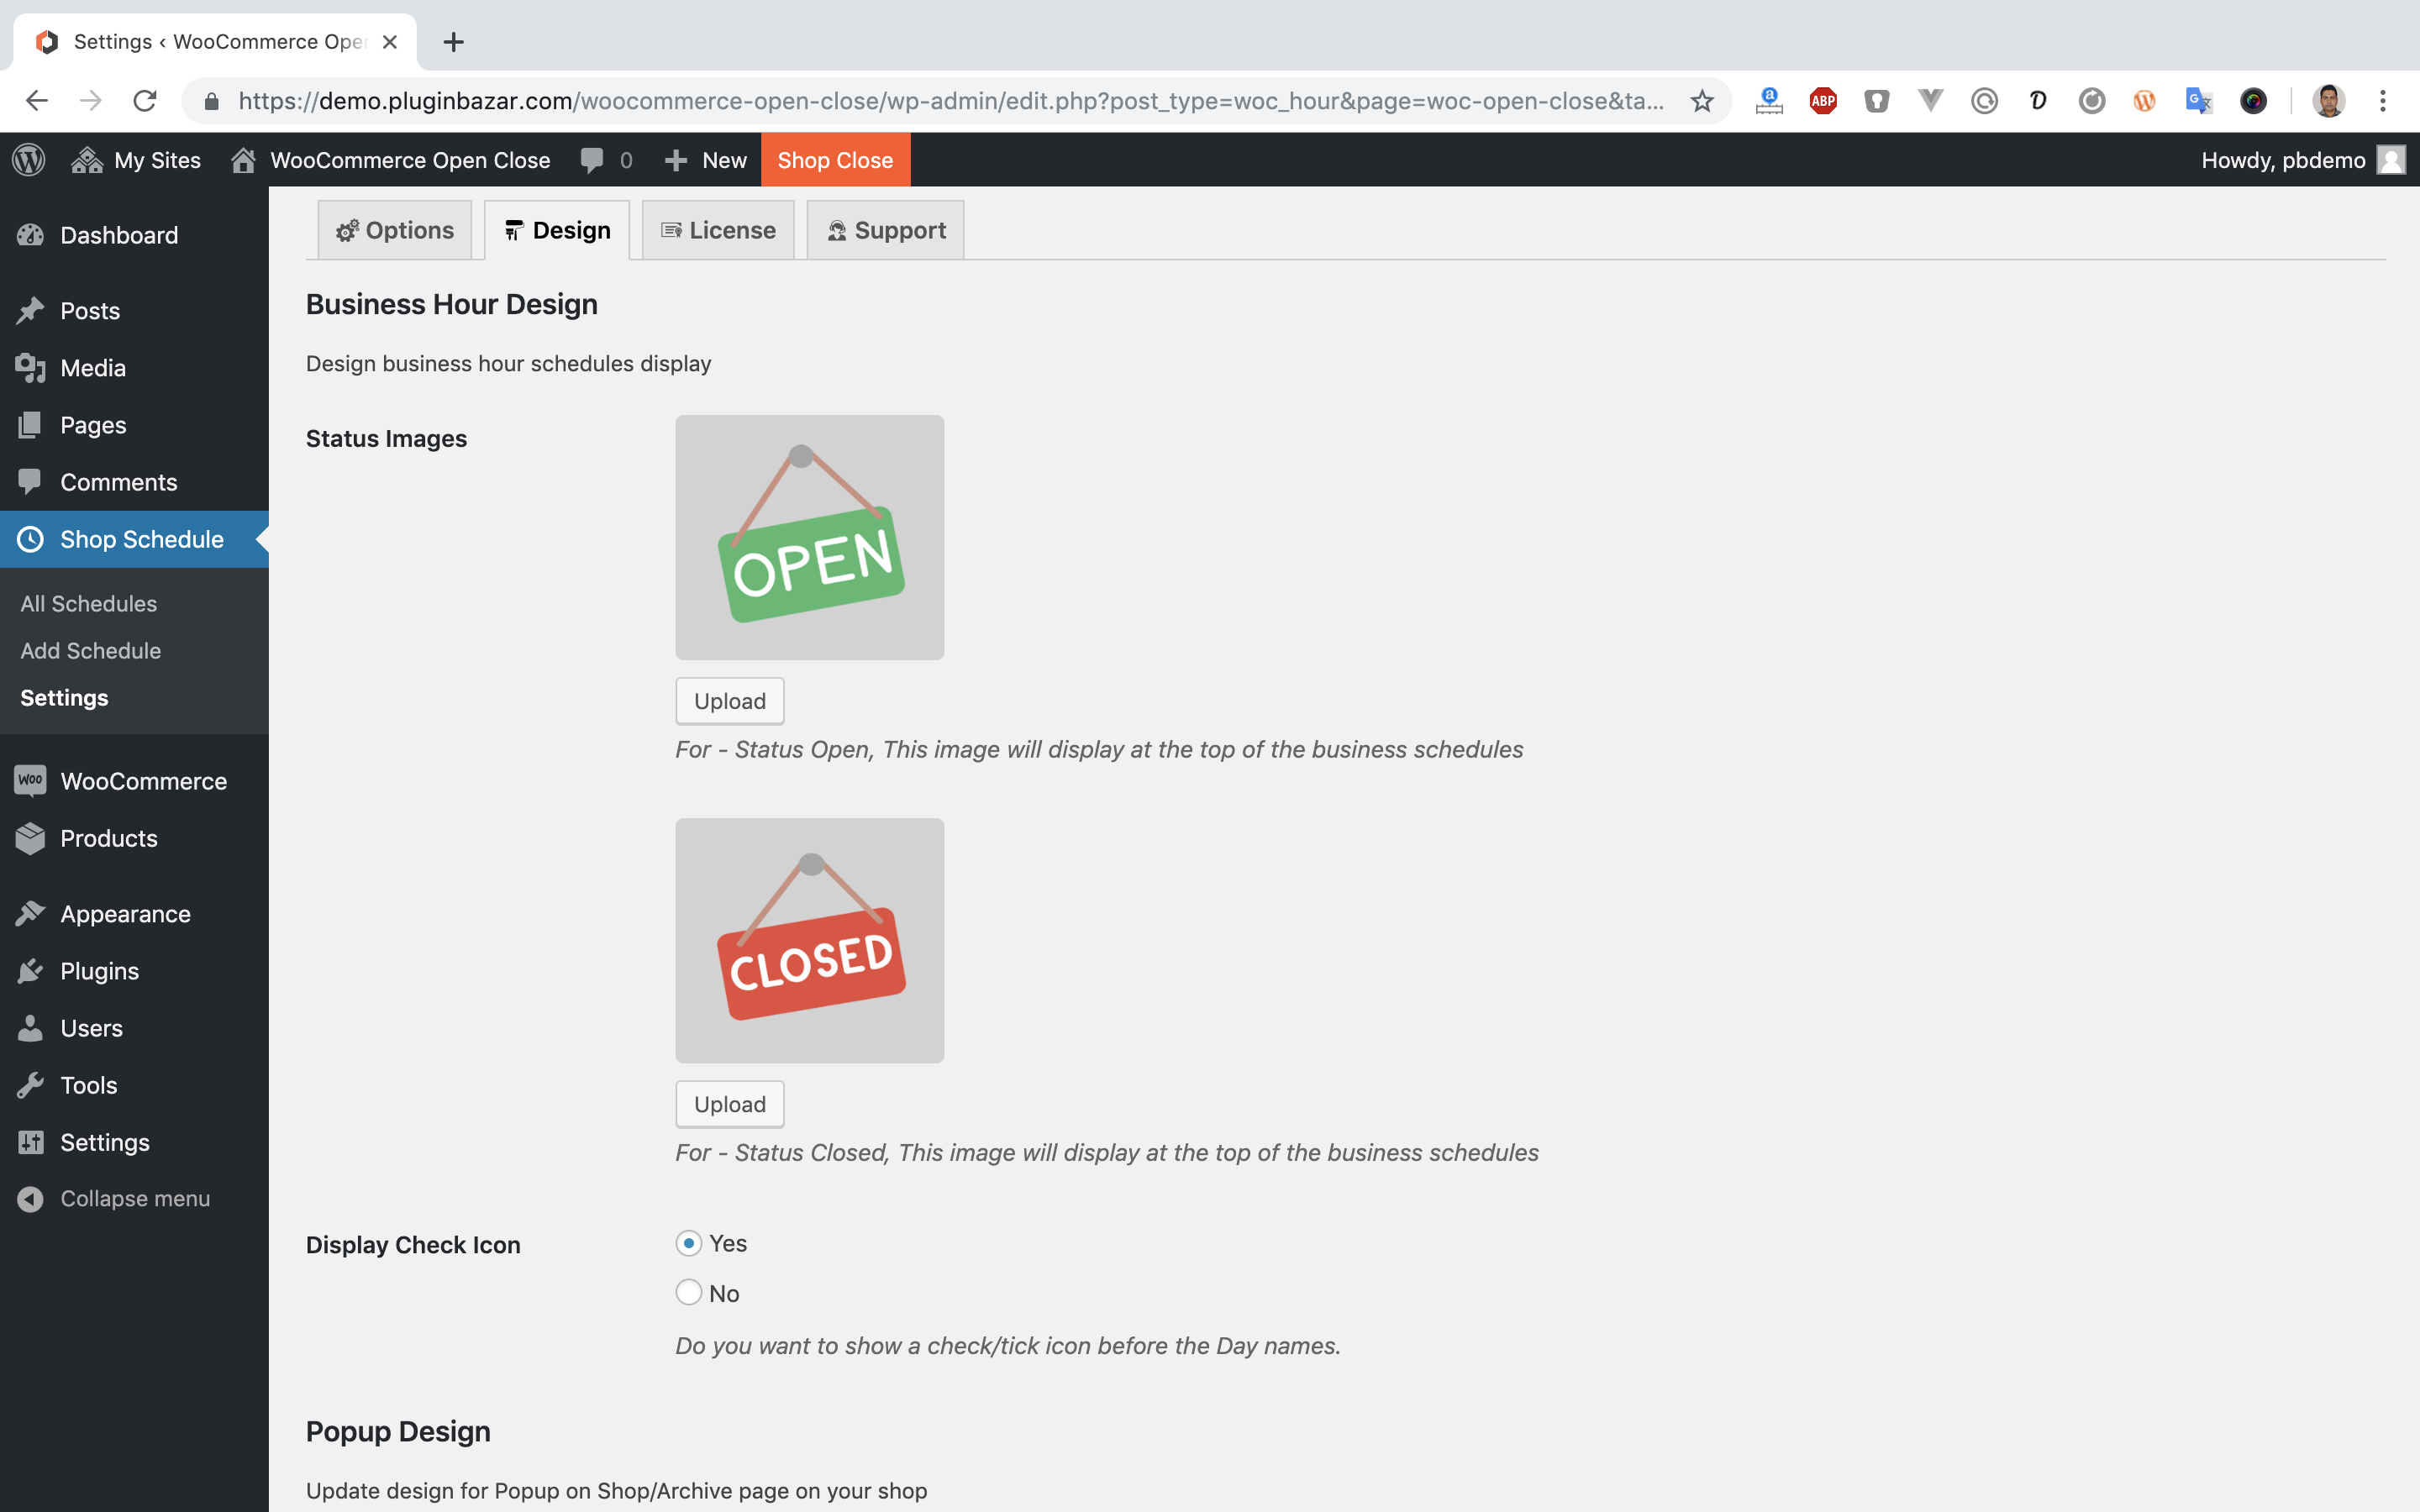 Settings ‹ WooCommerce Ope
https://demo.pluginbazar.com/woocommerce-open-close/wp-admin/edit.php?post_type=woc_hour&page=woc-open-close&ta...
ABP
My Sites
WooCommerce Open Close
0
New
Shop Close
Howdy, pbdemo
Dashboard
Posts
Media
Pages
Comments
Shop Schedule
All Schedules
Add Schedule
Settings
WOO
WooCommerce
Products
Appearance
Plugins
Users
Tools
Settings
Collapse menu
Options
Design
License
Support
Business Hour Design
Design business hour schedules display
Status Images
OPEN
Upload
For - Status Open, This image will display at the top of the business schedules
CLOSED
Upload
For - Status Closed, This image will display at the top of the business schedules
Display Check Icon
Yes
No
Do you want to show a check/tick icon before the Day names.
Popup Design
Update design for Popup on Shop/Archive page on your shop